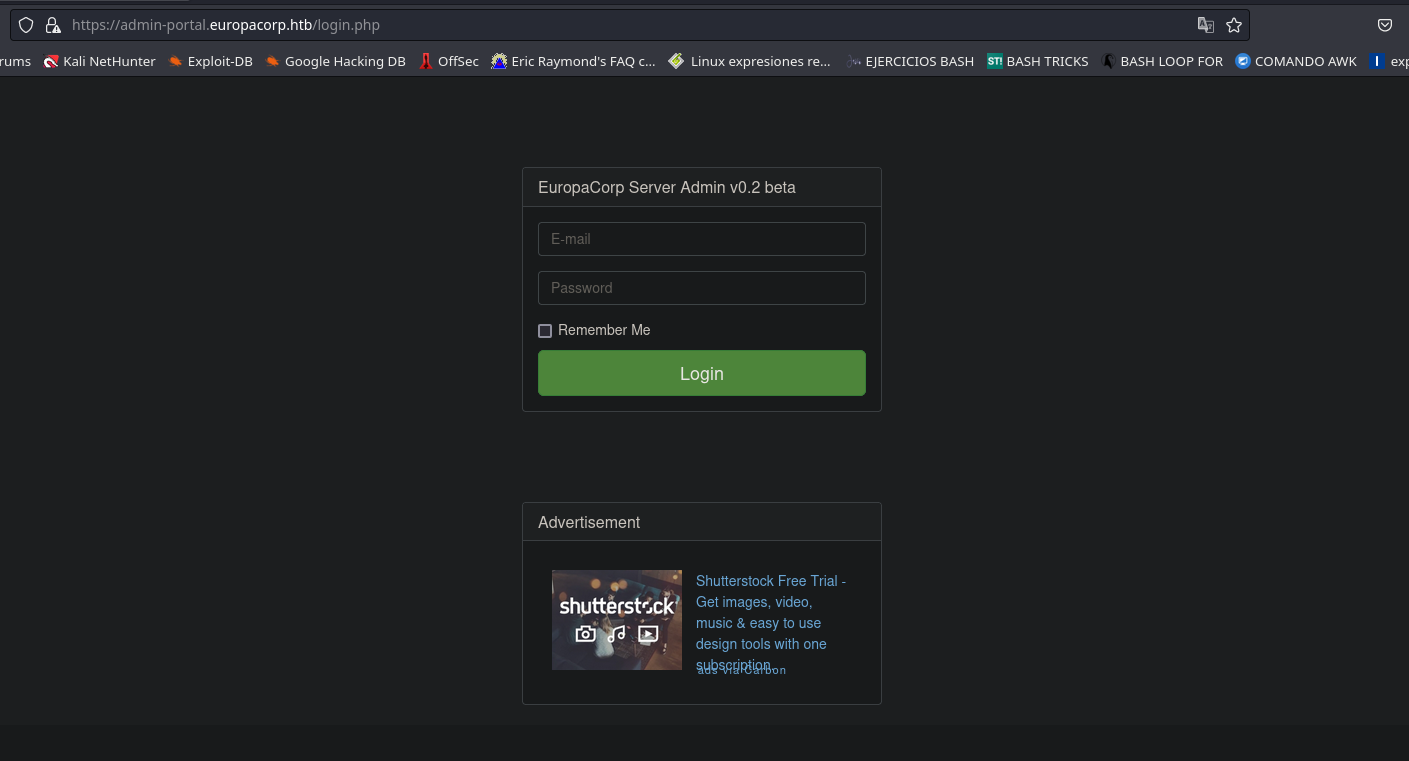 https://admin-portal.europacorp.htb/login.php
rums Kali NetHunter Exploit-DB Google Hacking DB OffSec Eric Raymond's FAQ c... Linux expresiones re... EJERCICIOS BASH ST! BASH TRICKS BASH LOOP FOR COMANDO AWK I exp
EuropaCorp Server Admin v0.2 beta
E-mail
Password
Remember Me
Login
Advertisement
shutterstock
Shutterstock Free Trial -
Get images, video,
music & easy to use
design tools with one
subscription.
ads via Carbon